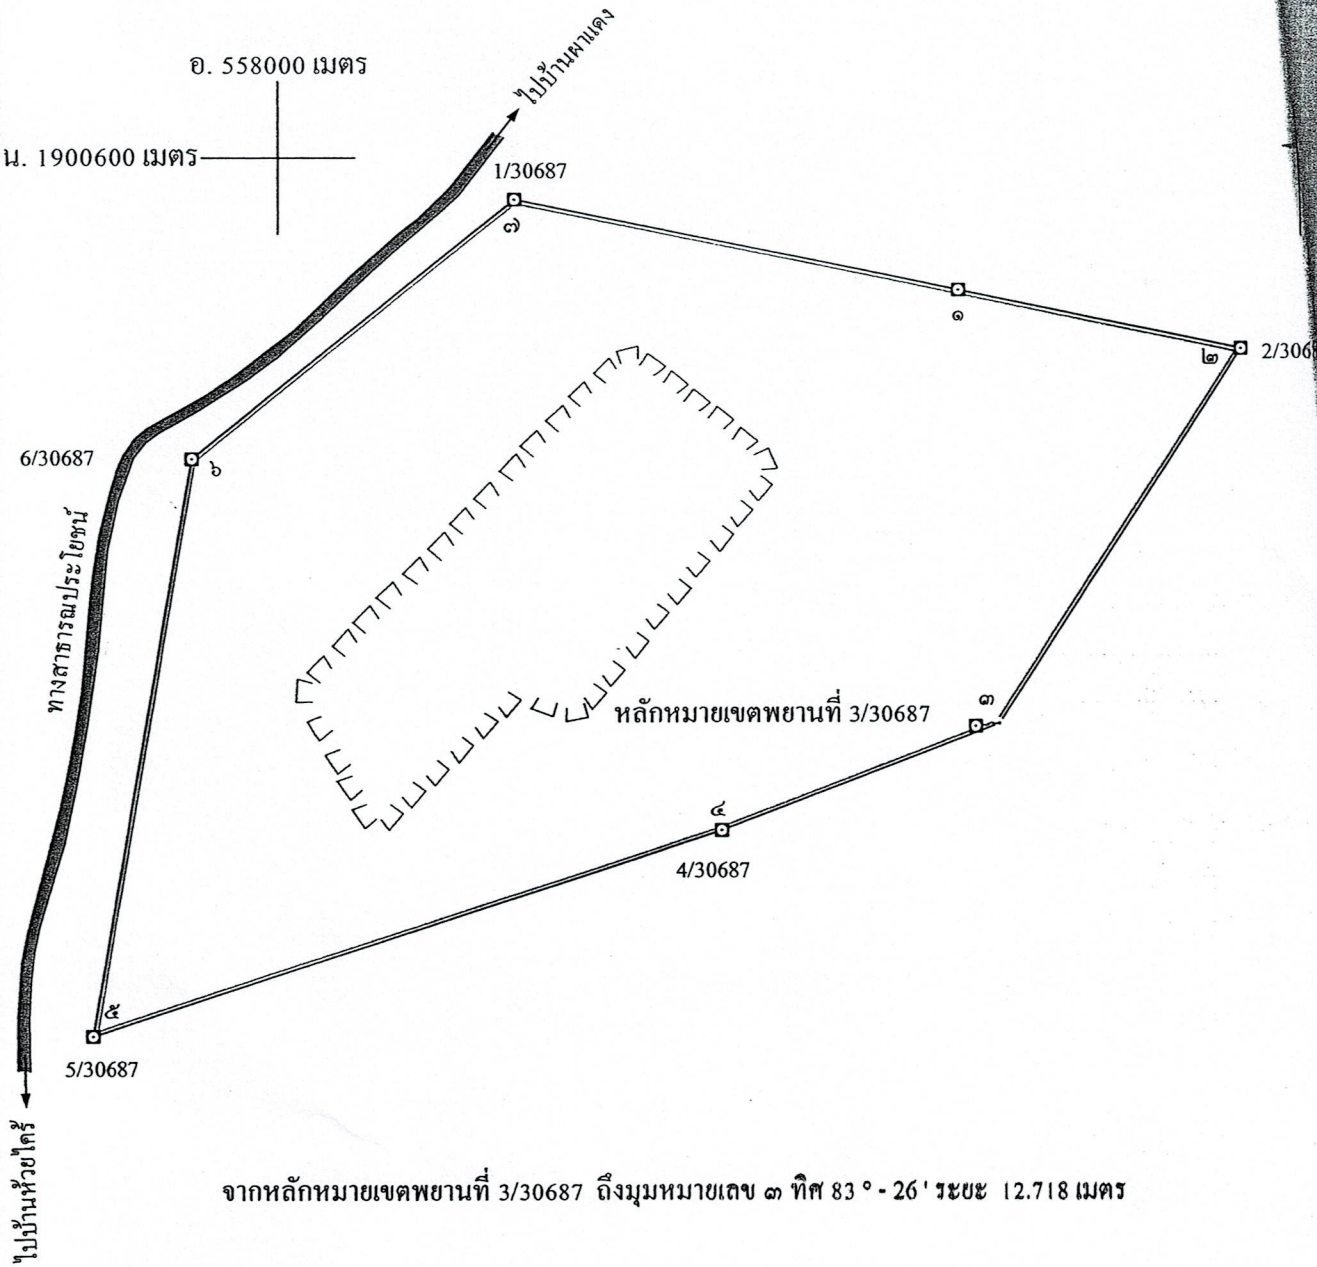 ไปบ้านผาแดง
อ. 558000 เมตร
น. 1900600 เมตร
1/30687
๗
๑
๒
2/306
6/30687
๖
ทางสาธารณประโยชน์
๓
หลักหมายเขตพยานที่ 3/30687
๔
4/30687
๕
5/30687
ไปบ้านห้วยไคร้
จากหลักหมายเขตพยานที่ 3/30687 ถึงมุมหมายเลข ๓ ทิศ 83 ° - 26 ' ระยะ 12.718 เมตร